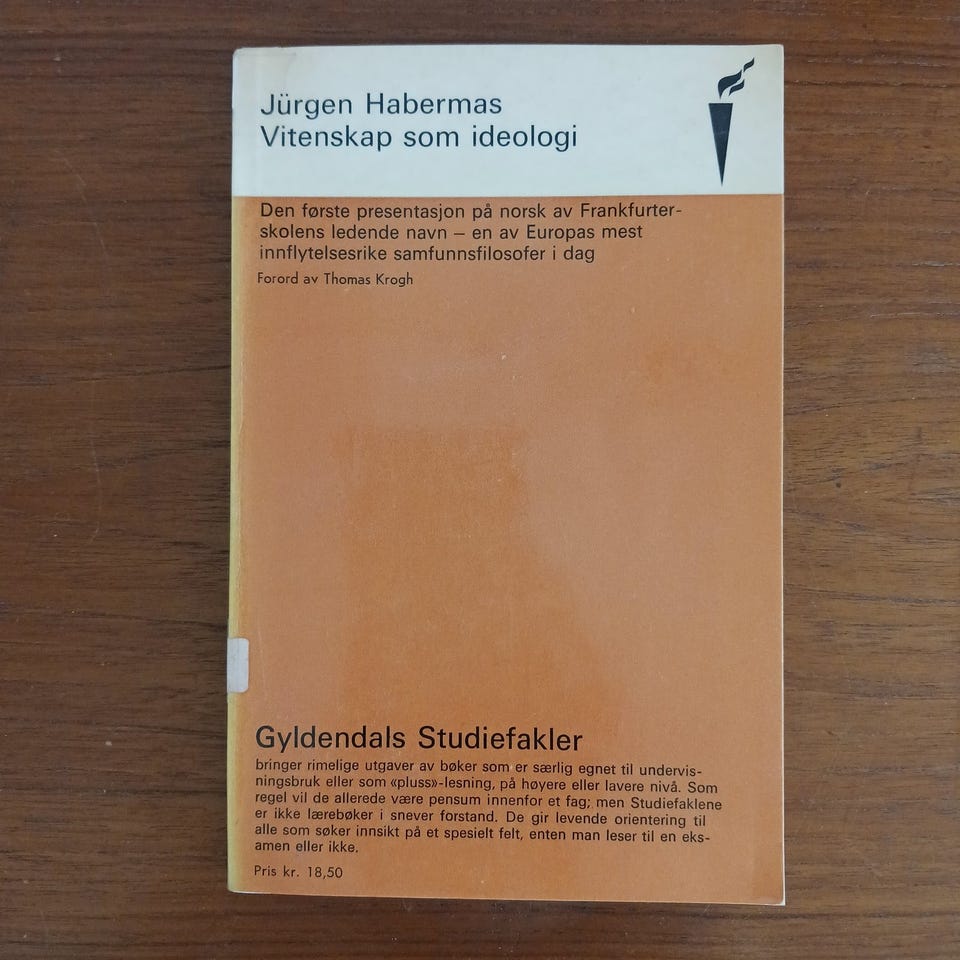 Jürgen Habermas
Vitenskap som ideologi
Den første presentasjon på norsk av Frankfurter-
skolens ledende navn – en av Europas mest
innflytelsesrike samfunnsfilosofer i dag
Forord av Thomas Krogh
Gyldendals Studiefakler
bringer rimelige utgaver av bøker som er særlig egnet til undervis-
ningsbruk eller som «pluss»-lesning, på høyere eller lavere nivå. Som
regel vil de allerede være pensum innenfor et fag; men Studiefaklene
er ikke lærebøker i snever forstand. De gir levende orientering til
alle som søker innsikt på et spesielt felt, enten man leser til en eks-
amen eller ikke.
Pris kr. 18,50